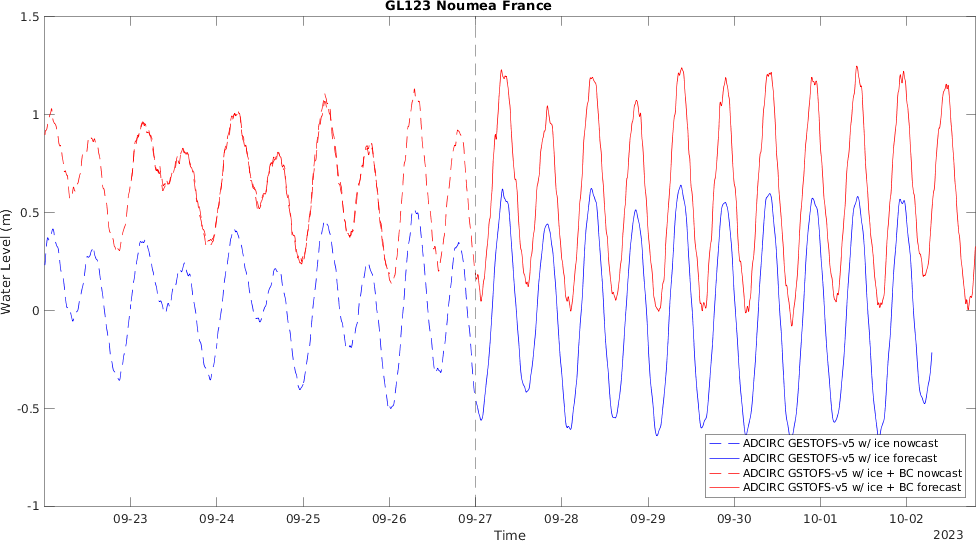 GL123 Noumea France
1.5
1
0.5
0
-0.5
-1
Water Level (m)
09-23 09-24 09-25 09-26 09-27 09-28 09-29 09-30 10-01 10-02
Time
2023
ADCIRC GESTOFS-v5 w/ ice nowcast
ADCIRC GESTOFS-v5 w/ ice forecast
ADCIRC GSTOFS-v5 w/ ice + BC nowcast
ADCIRC GSTOFS-v5 w/ ice + BC forecast